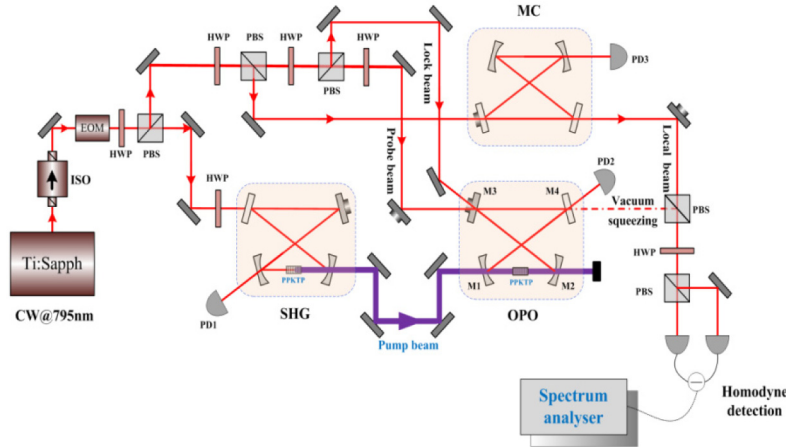 MC
HWP
PBS
HWP
HWP
PBS
Lock beam
PD3
EOM
HWP
PBS
ISO
Probe beam
Local beam
HWP
M3
M4
PD2
Vacuum
squeezing
PBS
Ti:Sapph
CW@795nm
PPKTP
PD1
SHG
M1
PPKTP
M2
OPO
HWP
PBS
Pump beam
Spectrum
analyser
Homodyne
detection